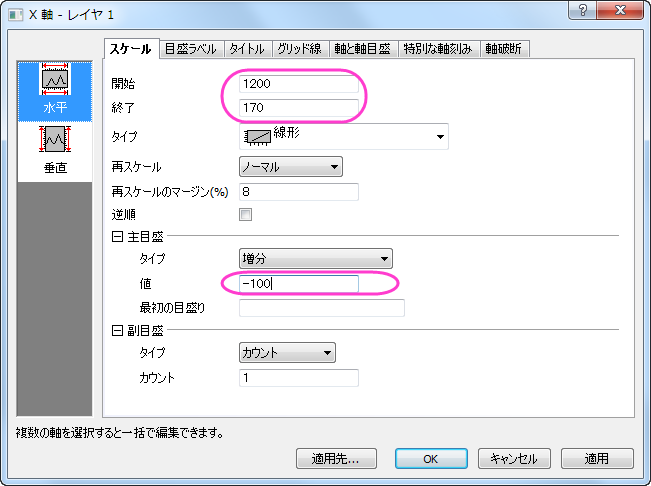 X 軸 - レイヤ 1
スケール 目盛ラベル タイトル グリッド線 軸と軸目盛 特別な軸刻み 軸破断
水平
垂直
開始 1200
終了 170
タイプ 線形
再スケール ノーマル
再スケールのマージン(%) 8
逆順
主目盛
タイプ 増分
値 -100
最初の目盛り
副目盛
タイプ カウント
カウント 1
複数の軸を選択すると一括で編集できます。
適用先... OK キャンセル 適用